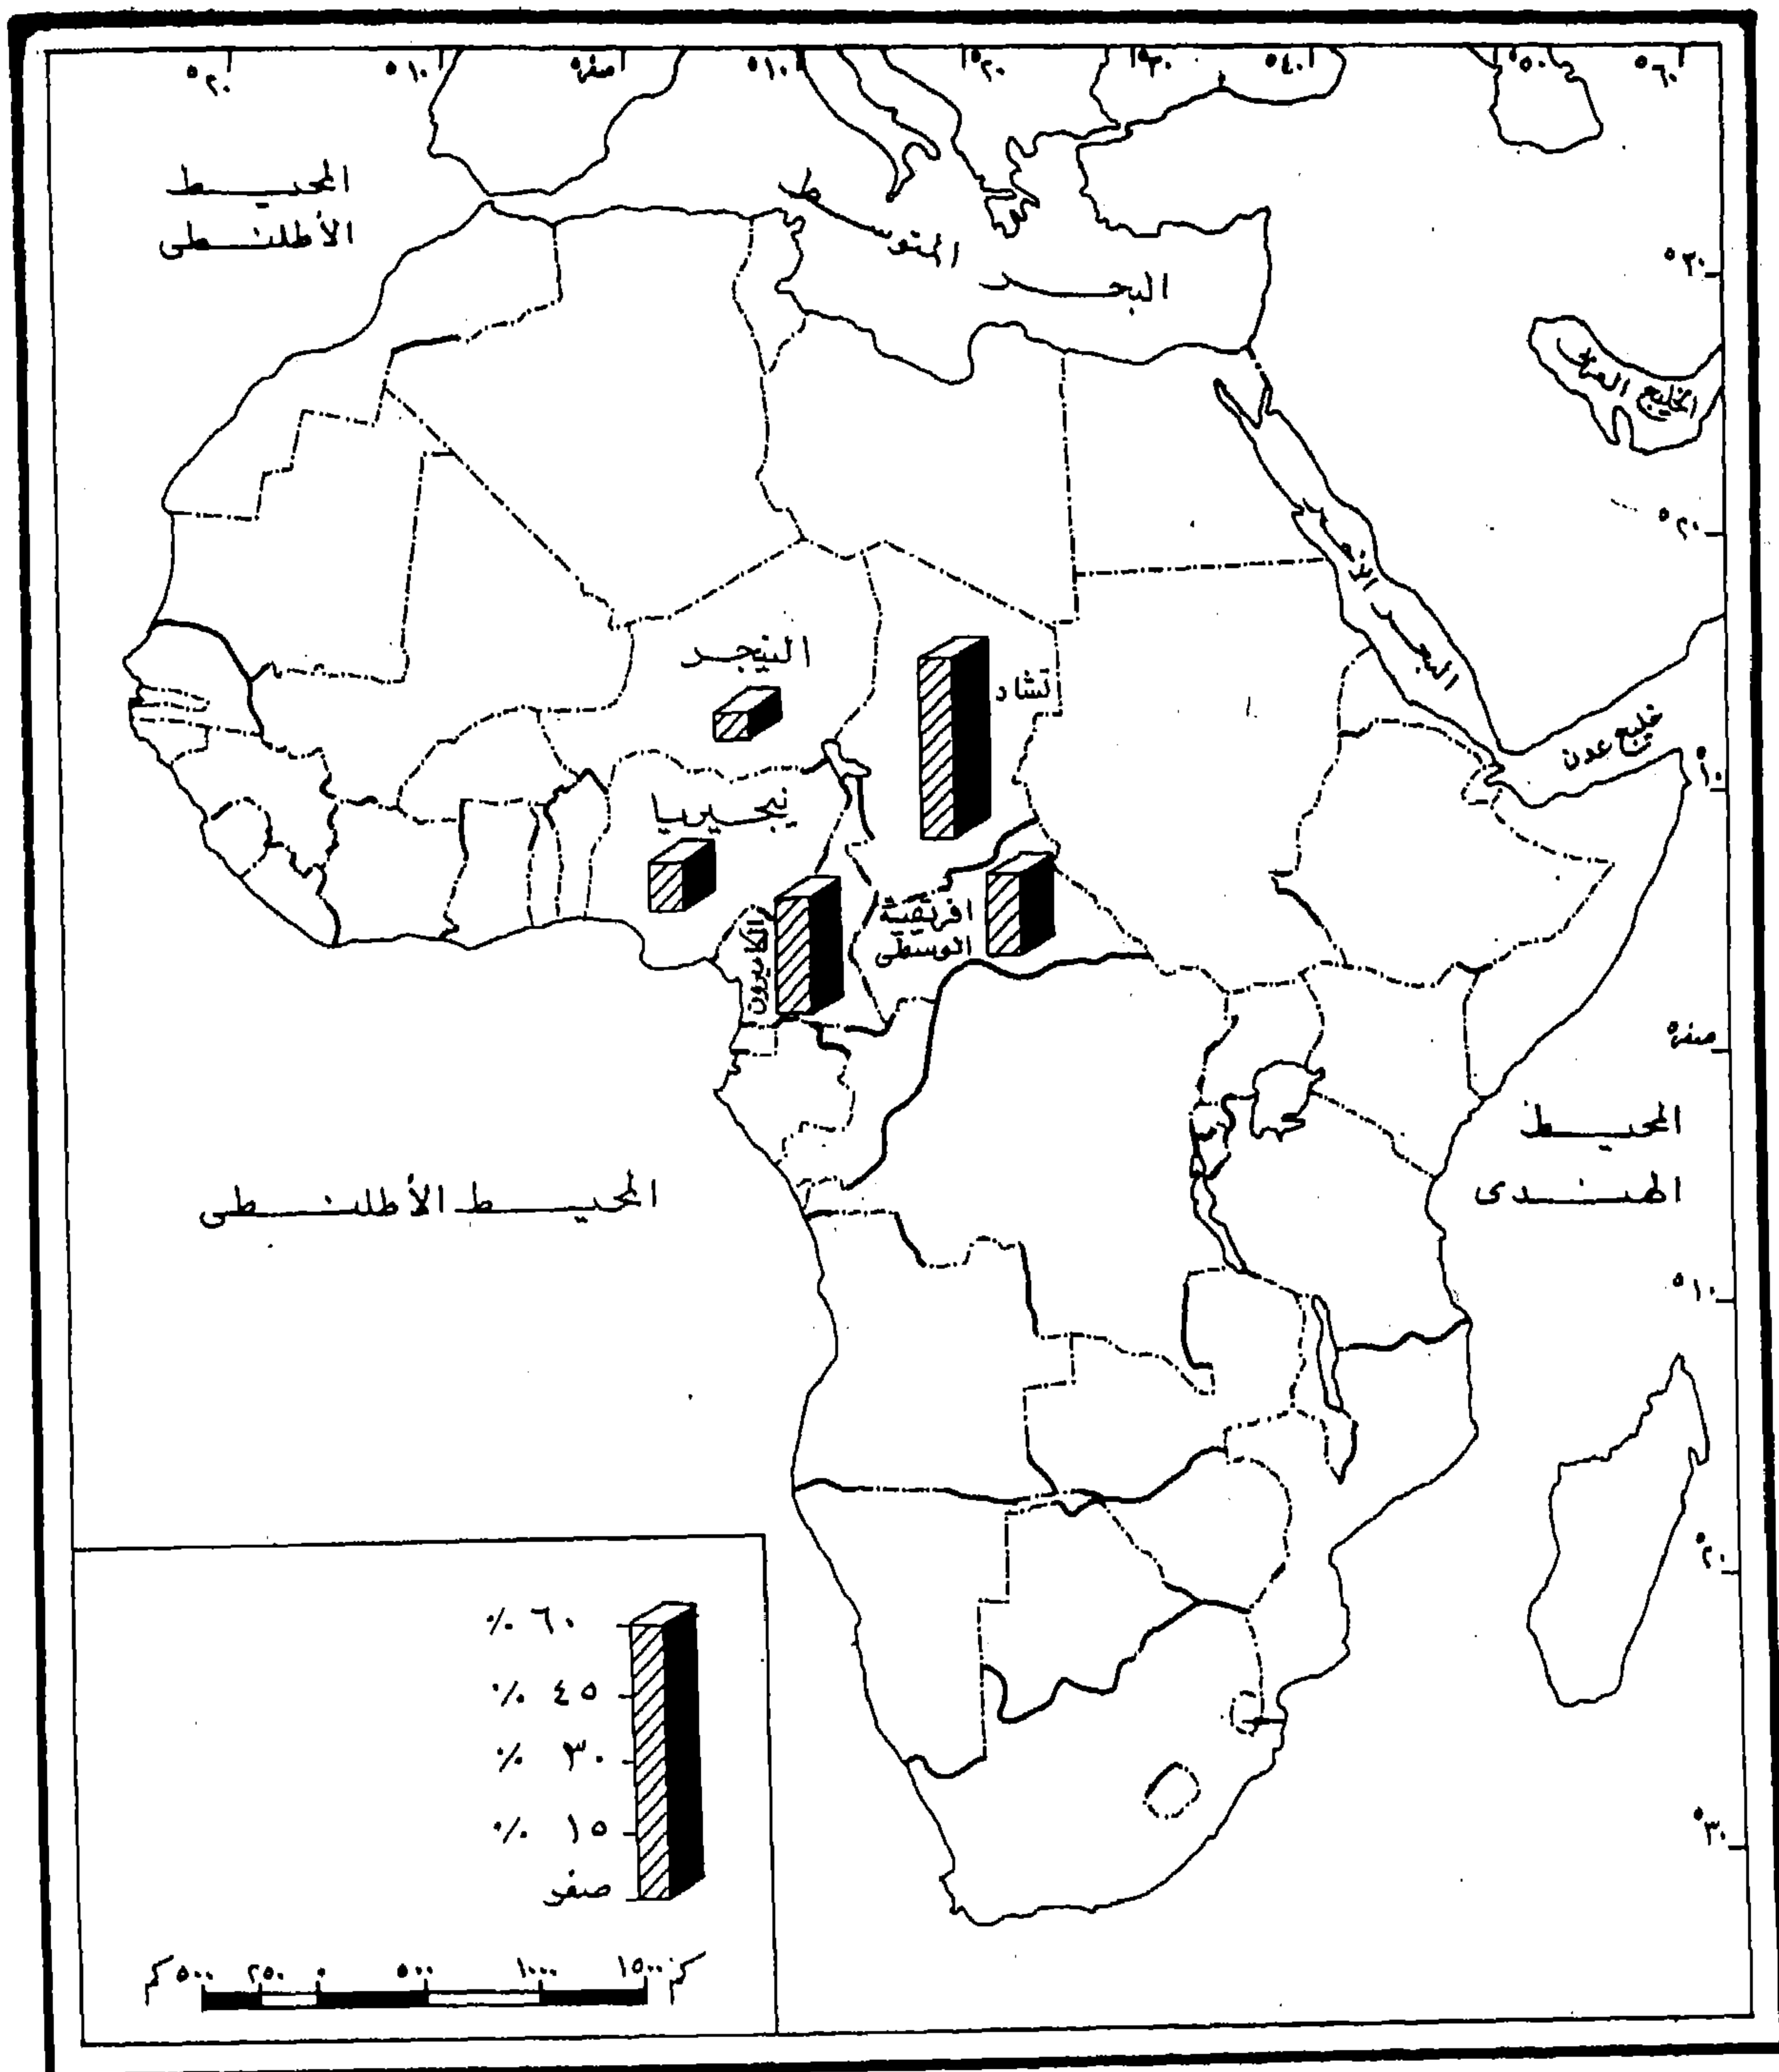 ٢٠° ١٠° صفر° ١٠° ٢٠° ٣٠° ٤٠° ٥٠° ٦٠°
المحيط
الأطلنطى
البحر المتوسط
٣٠°
الخليج العربى
٢٠°
البحر الأحمر
النيجر
تشاد
خليج عدن
١٠°
نيجيريا
افريقية
الوسطى
الكاميرون
صفر°
المحيط
الهندى
المحيط الأطلنطى
١٠°
٢٠°
٣٠°
٦٠ %
٤٥ %
٣٠ %
١٥ %
صفر
كم ٥٠٠ ٢٥٠ ٠ ٥٠٠ ١٠٠٠ ١٥٠٠ كم